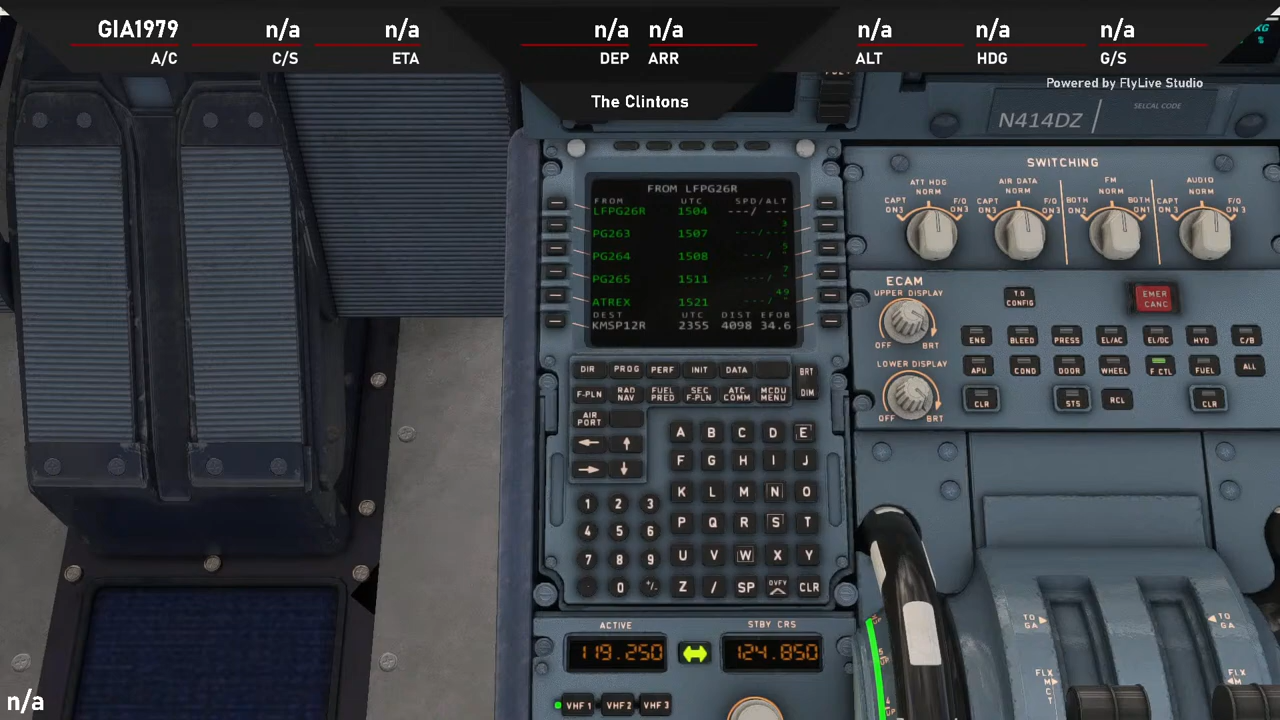 GIA1979
A/C
n/a
C/S
n/a
ETA
n/a
DEP
n/a
ARR
n/a
ALT
n/a
HDG
n/a
G/S
The Clintons
Powered by FlyLive Studio
N414DZ
SELCAL CODE
FROM LFPG26R
FROM UTC SPD/ALT
LFPG26R 1504 ---/ ---
PG263 1507
PG264 1508
PG265 1511
ATREX 1521
DEST UTC DIST EFOB
KMSP12R 2355 4098 34.6
DIR PROG PERF INIT DATA
BRT
DIM
F-PLN RAD NAV FUEL PRED SEC F-PLN ATC COMM MCDU MENU
AIR PORT
A B C D E
F G H I J
K L M N O
P Q R S T
U V W X Y
Z / SP OVFY CLR
1 2 3
4 5 6
7 8 9
. 0 +/-
SWITCHING
ATT HDG AIR DATA FM AUDIO
NORM NORM NORM NORM
CAPT ON3 F/O ON3
CAPT ON3 F/O ON3
BOTH ON2 BOTH ON1
CAPT ON3 F/O ON3
ECAM
UPPER DISPLAY
OFF BRT
LOWER DISPLAY
OFF BRT
T.O CONFIG
EMER CANC
ENG BLEED PRESS EL/AC EL/DC HYD C/B
APU COND DOOR WHEEL F CTL FUEL ALL
CLR STS RCL CLR
ACTIVE
119.250
STBY CRS
124.850
VHF 1 VHF 2 VHF 3
TO GA
TO GA
FLX
MCT
FLX
n/a